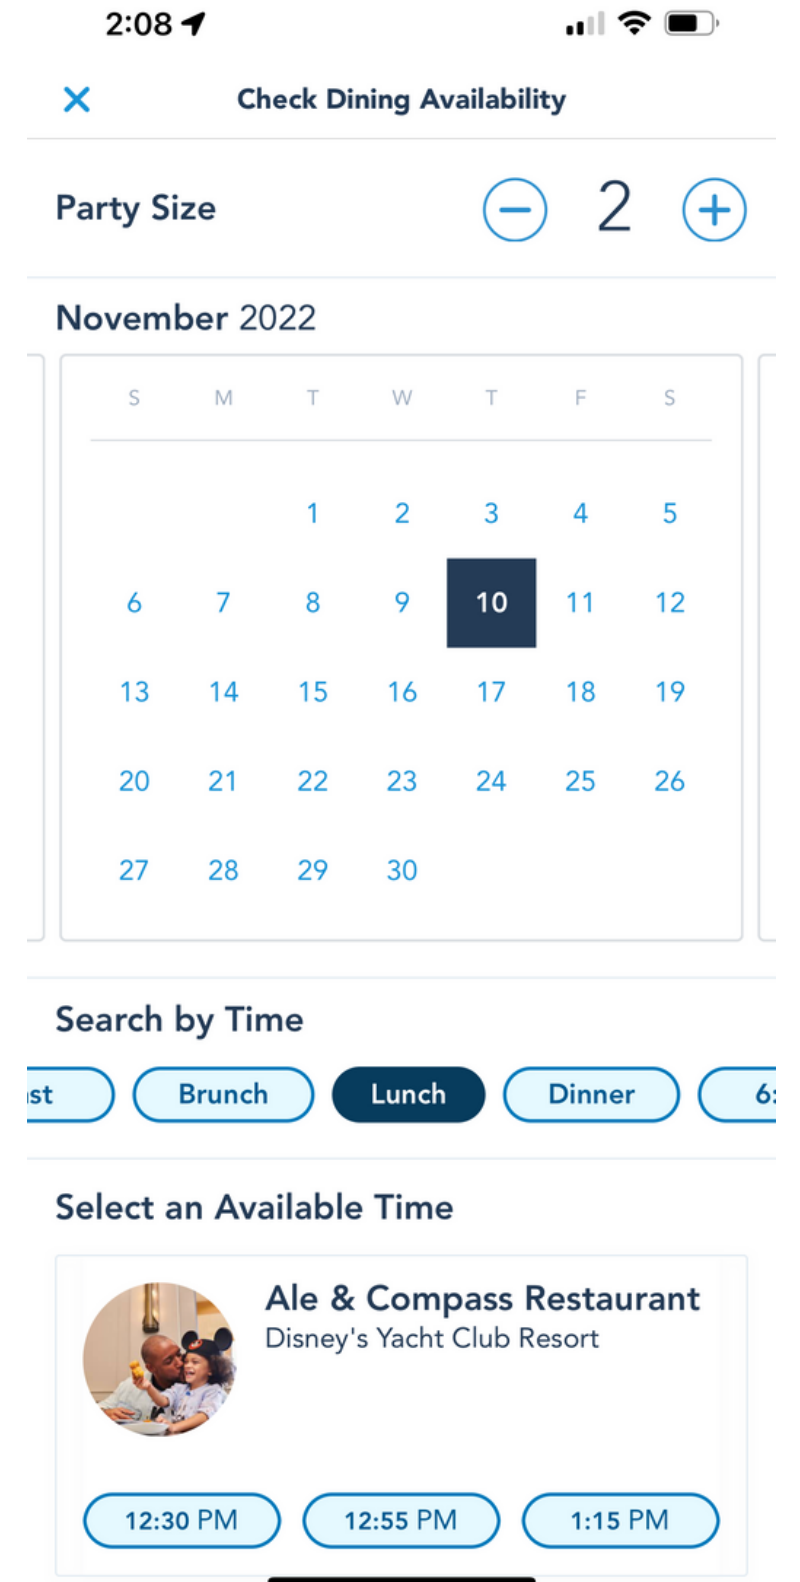 2:08
Check Dining Availability
Party Size 2
November 2022
S M T W T F S
1 2 3 4 5
6 7 8 9 10 11 12
13 14 15 16 17 18 19
20 21 22 23 24 25 26
27 28 29 30
Search by Time
st Brunch Lunch Dinner 6:
Select an Available Time
Ale & Compass Restaurant
Disney's Yacht Club Resort
12:30 PM 12:55 PM 1:15 PM